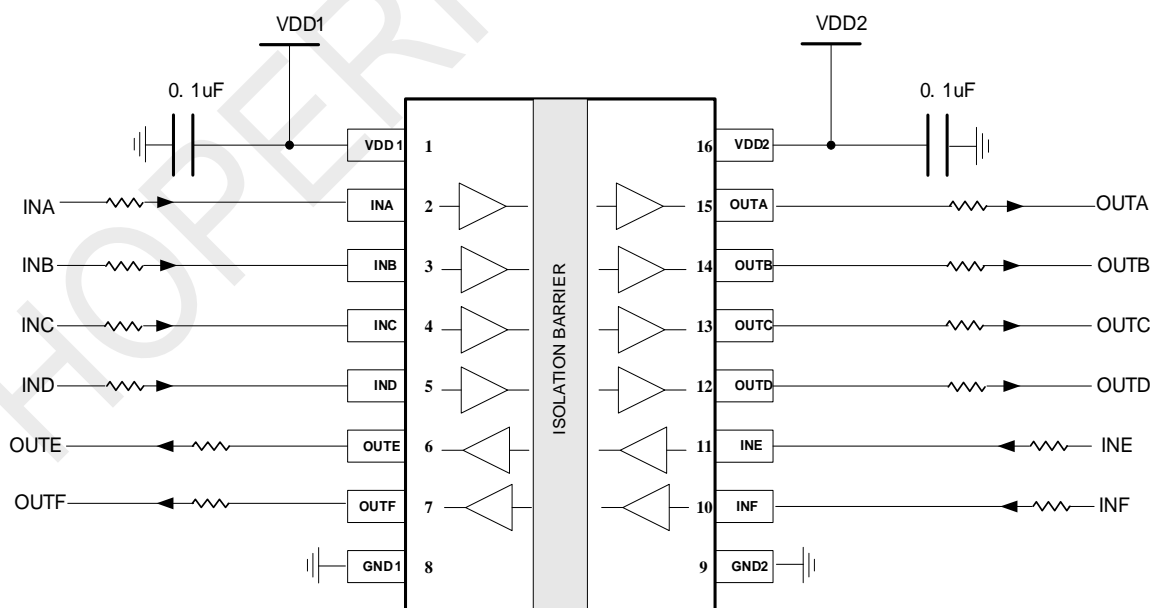 VDD1
VDD2
0. 1uF
0. 1uF
VDD1 1 16 VDD2
INA INA 2 15 OUTA OUTA
INB INB 3 14 OUTB OUTB
INC INC 4 13 OUTC OUTC
IND IND 5 12 OUTD OUTD
OUTE OUTE 6 11 INE INE
OUTF OUTF 7 10 INF INF
GND1 8 9 GND2
ISOLATION BARRIER
HOPERF